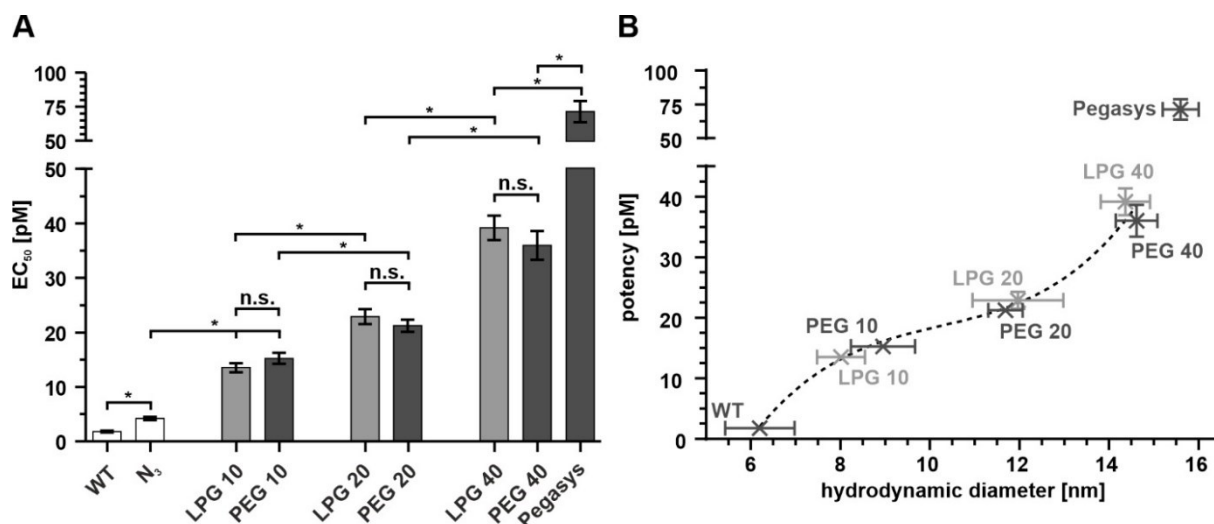 A
EC50 [pM]
100
75
50
50
40
30
20
10
0
*
*
n.s.
*
*
n.s.
*
*
n.s.
*
*
WT
N3
LPG 10
PEG 10
LPG 20
PEG 20
LPG 40
PEG 40
Pegasys
B
potency [pM]
100
75
50
40
30
20
10
0
Pegasys
LPG 40
PEG 40
LPG 20
PEG 20
PEG 10
LPG 10
WT
6
8
10
12
14
16
hydrodynamic diameter [nm]